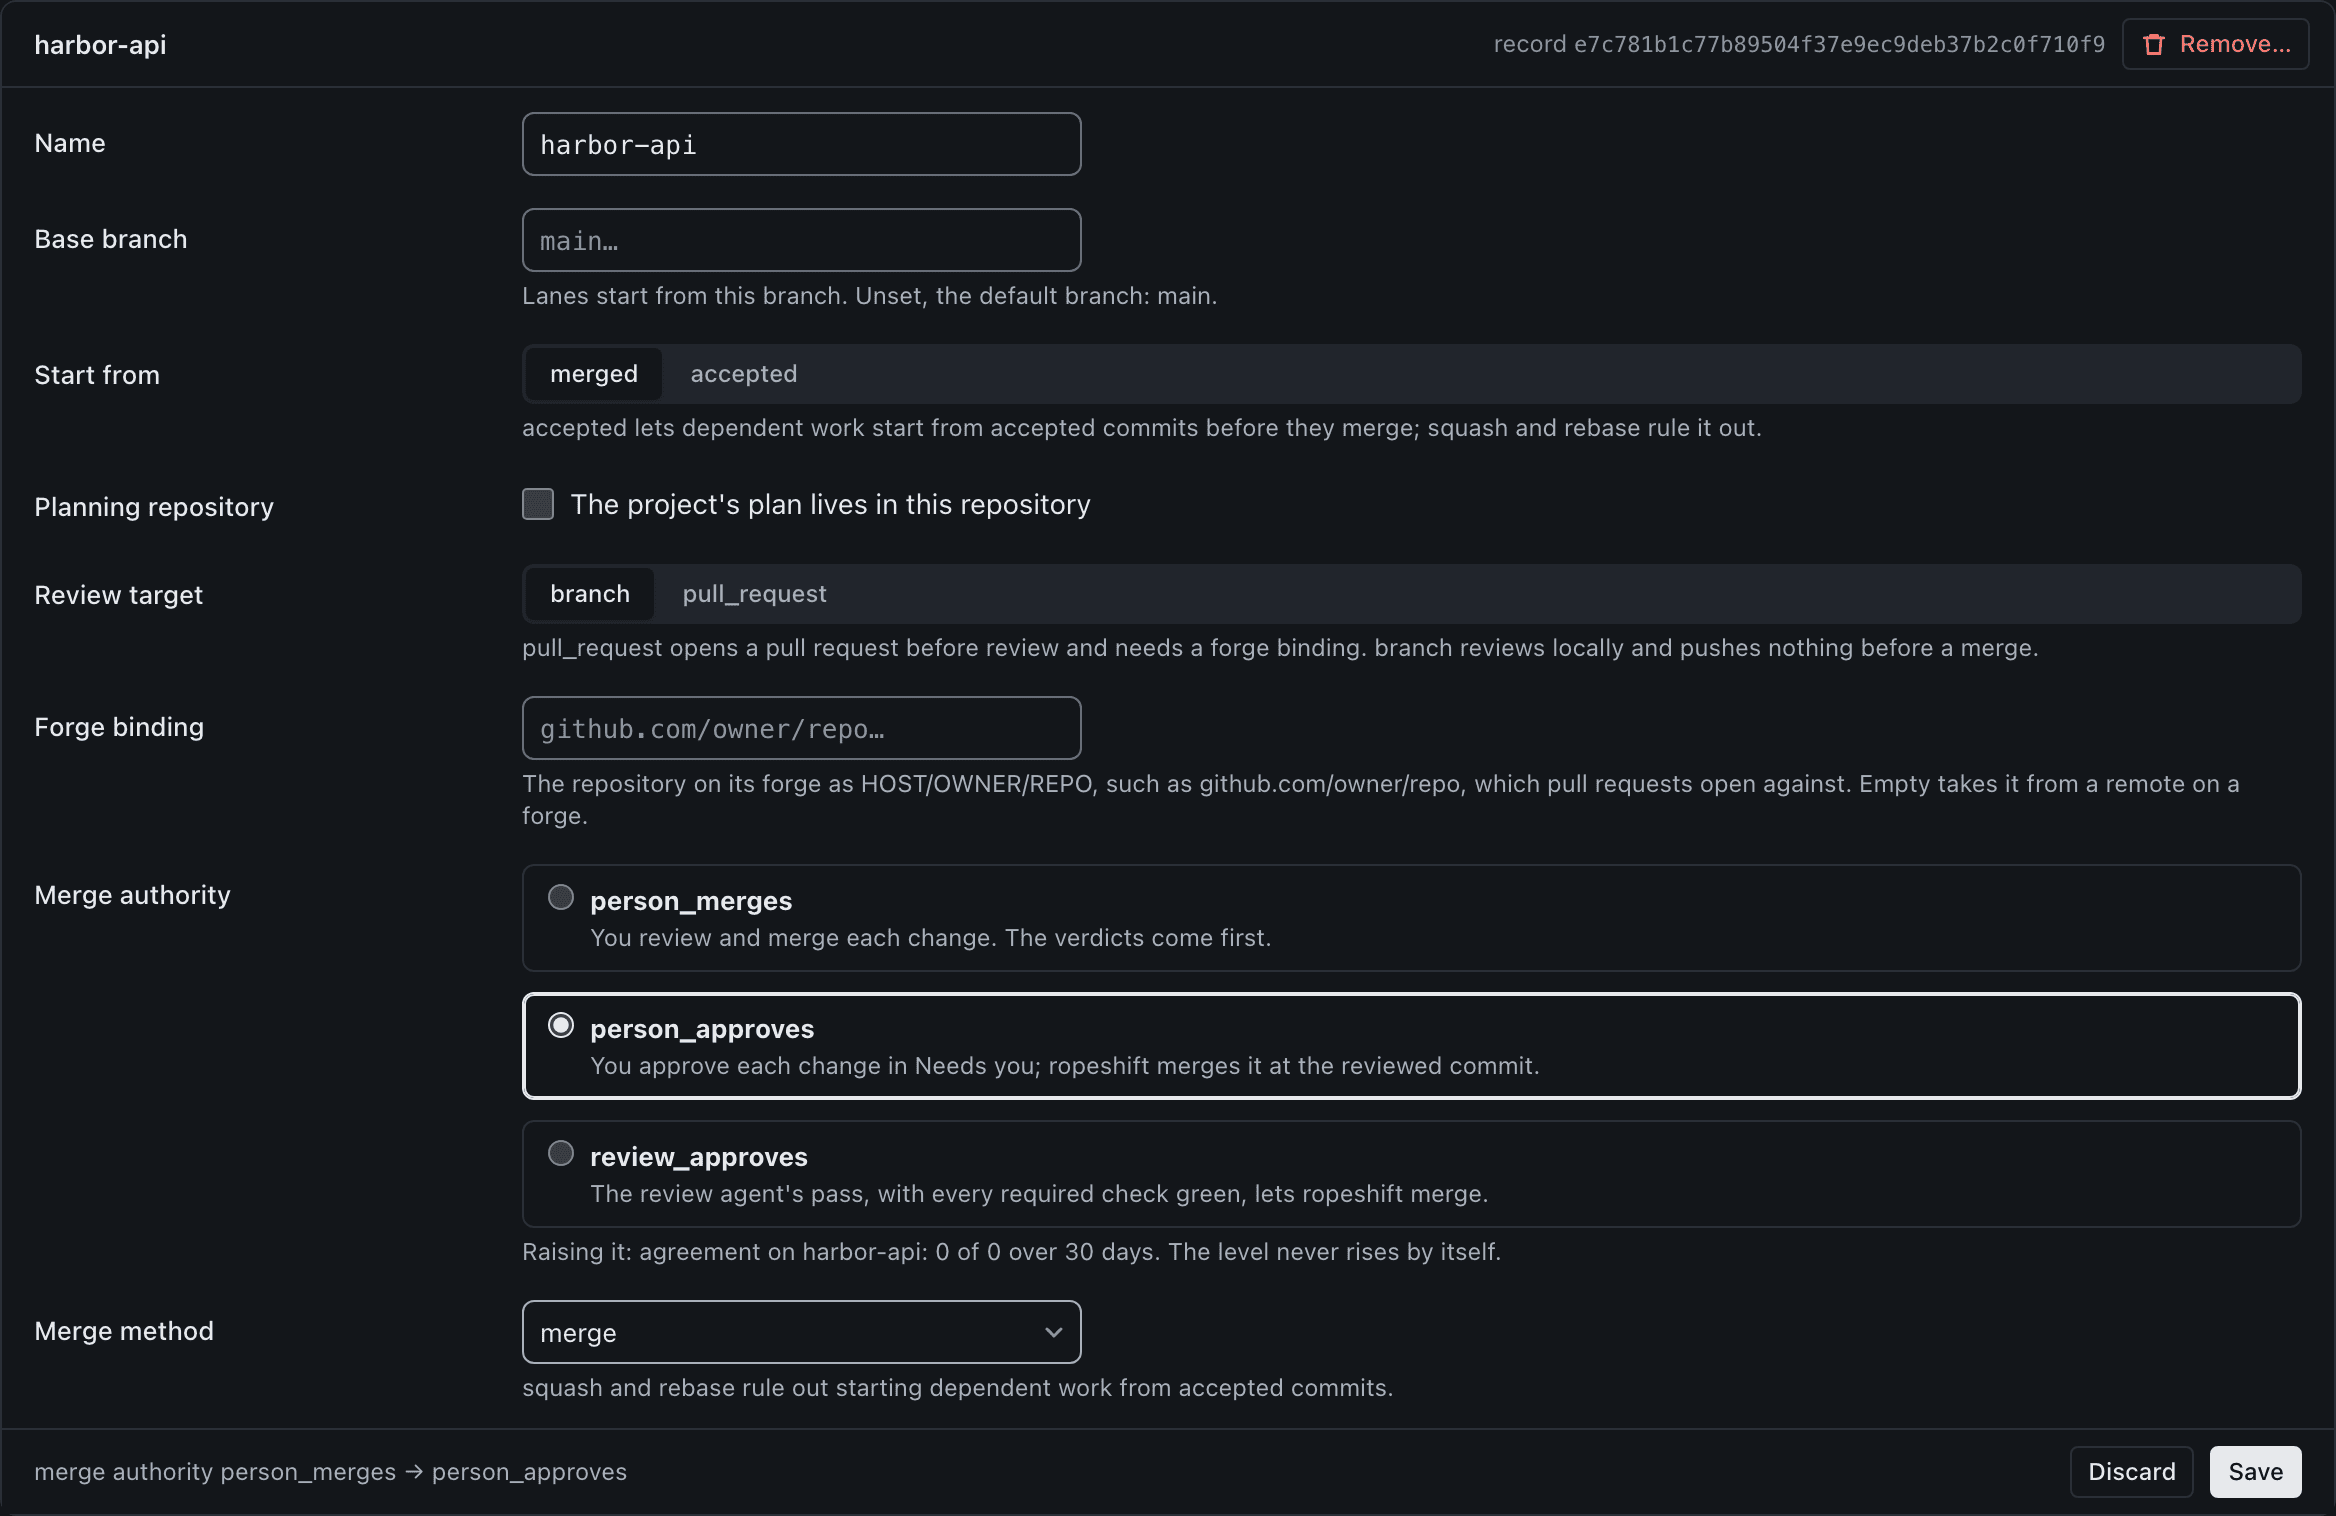 harbor-api
record e7c781b1c77b89504f37e9ec9deb37b2c0f710f9
Remove...
Name
harbor-api
Base branch
main…
Lanes start from this branch. Unset, the default branch: main.
Start from
merged
accepted
accepted lets dependent work start from accepted commits before they merge; squash and rebase rule it out.
Planning repository
The project's plan lives in this repository
Review target
branch
pull_request
pull_request opens a pull request before review and needs a forge binding. branch reviews locally and pushes nothing before a merge.
Forge binding
github.com/owner/repo…
The repository on its forge as HOST/OWNER/REPO, such as github.com/owner/repo, which pull requests open against. Empty takes it from a remote on a
forge.
Merge authority
person_merges
You review and merge each change. The verdicts come first.
person_approves
You approve each change in Needs you; ropeshift merges it at the reviewed commit.
review_approves
The review agent's pass, with every required check green, lets ropeshift merge.
Raising it: agreement on harbor-api: 0 of 0 over 30 days. The level never rises by itself.
Merge method
merge
squash and rebase rule out starting dependent work from accepted commits.
merge authority person_merges → person_approves
Discard
Save